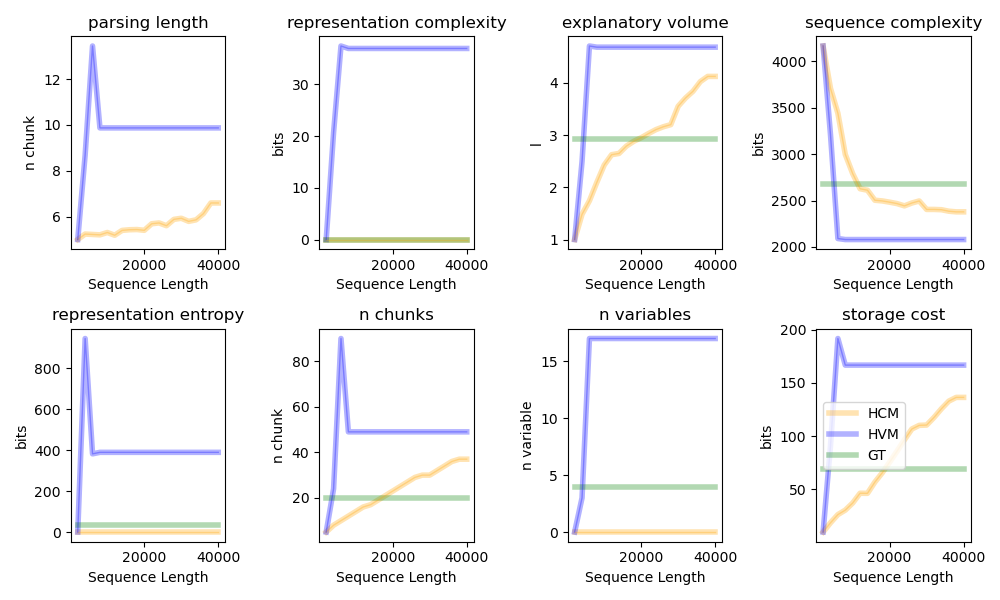 parsing length
n chunk
12
10
8
6
20000 40000
Sequence Length
representation complexity
bits
30
20
10
0
20000 40000
Sequence Length
explanatory volume
l
4
3
2
1
20000 40000
Sequence Length
sequence complexity
bits
4000
3500
3000
2500
2000
20000 40000
Sequence Length
representation entropy
bits
800
600
400
200
0
20000 40000
Sequence Length
n chunks
n chunk
80
60
40
20
20000 40000
Sequence Length
n variables
n variable
15
10
5
0
20000 40000
Sequence Length
storage cost
bits
200
150
100
50
HCM
HVM
GT
20000 40000
Sequence Length